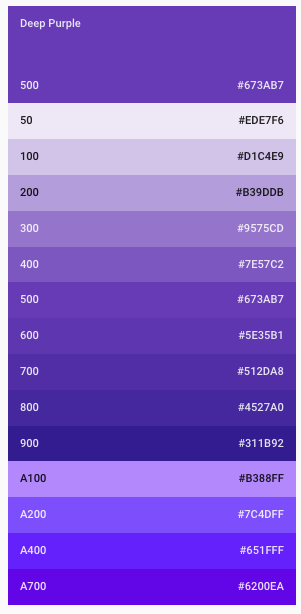 Deep Purple
500 #673AB7
50 #EDE7F6
100 #D1C4E9
200 #B39DDB
300 #9575CD
400 #7E57C2
500 #673AB7
600 #5E35B1
700 #512DA8
800 #4527A0
900 #311B92
A100 #B388FF
A200 #7C4DFF
A400 #651FFF
A700 #6200EA